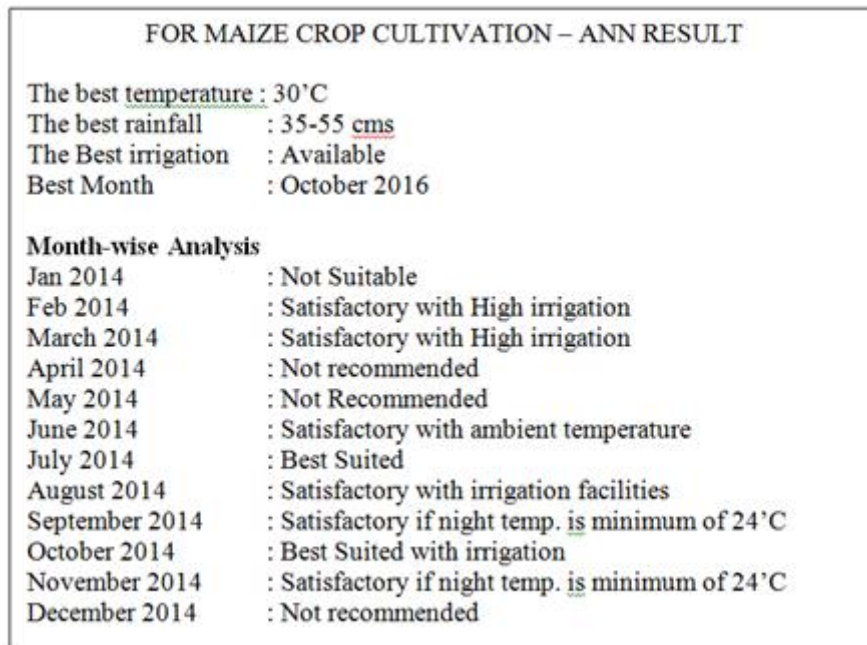 FOR MAIZE CROP CULTIVATION – ANN RESULT
The best temperature : 30’C
The best rainfall : 35-55 cms
The Best irrigation : Available
Best Month : October 2016
Month-wise Analysis
Jan 2014 : Not Suitable
Feb 2014 : Satisfactory with High irrigation
March 2014 : Satisfactory with High irrigation
April 2014 : Not recommended
May 2014 : Not Recommended
June 2014 : Satisfactory with ambient temperature
July 2014 : Best Suited
August 2014 : Satisfactory with irrigation facilities
September 2014 : Satisfactory if night temp. is minimum of 24’C
October 2014 : Best Suited with irrigation
November 2014 : Satisfactory if night temp. is minimum of 24’C
December 2014 : Not recommended